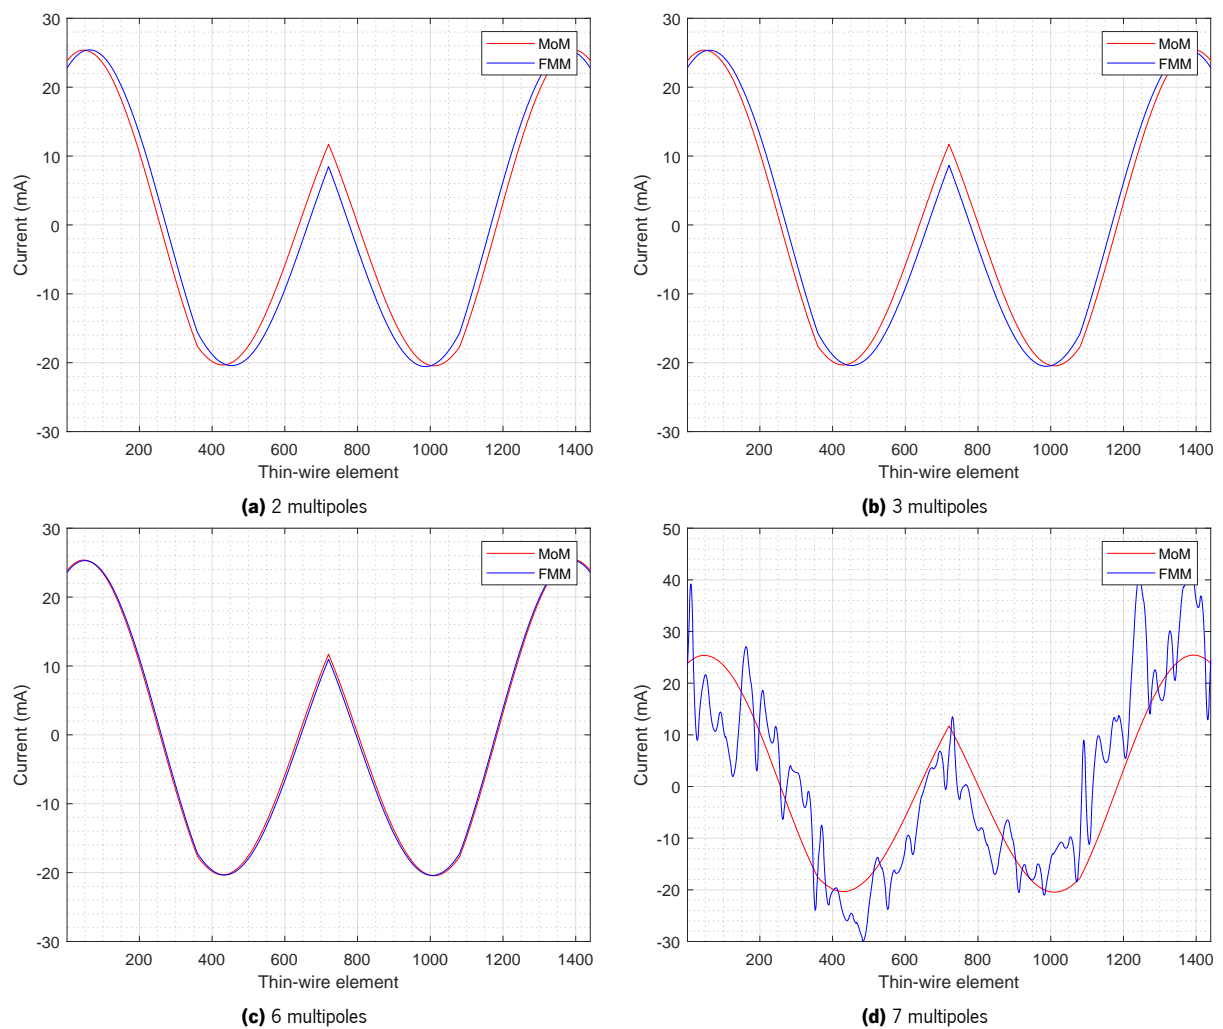 30
20
10
0
-10
-20
-30
Current (mA)
MoM
FMM
200 400 600 800 1000 1200 1400
Thin-wire element
(a) 2 multipoles
30
20
10
0
-10
-20
-30
Current (mA)
MoM
FMM
200 400 600 800 1000 1200 1400
Thin-wire element
(b) 3 multipoles
30
20
10
0
-10
-20
-30
Current (mA)
MoM
FMM
200 400 600 800 1000 1200 1400
Thin-wire element
(c) 6 multipoles
50
40
30
20
10
0
-10
-20
-30
Current (mA)
MoM
FMM
200 400 600 800 1000 1200 1400
Thin-wire element
(d) 7 multipoles